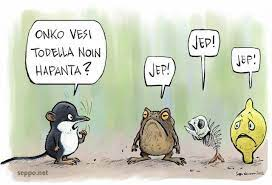 ONKO VESI
TODELLA NOIN
HAPANTA?
JEP!
JEP!
JEP!
seppo.net